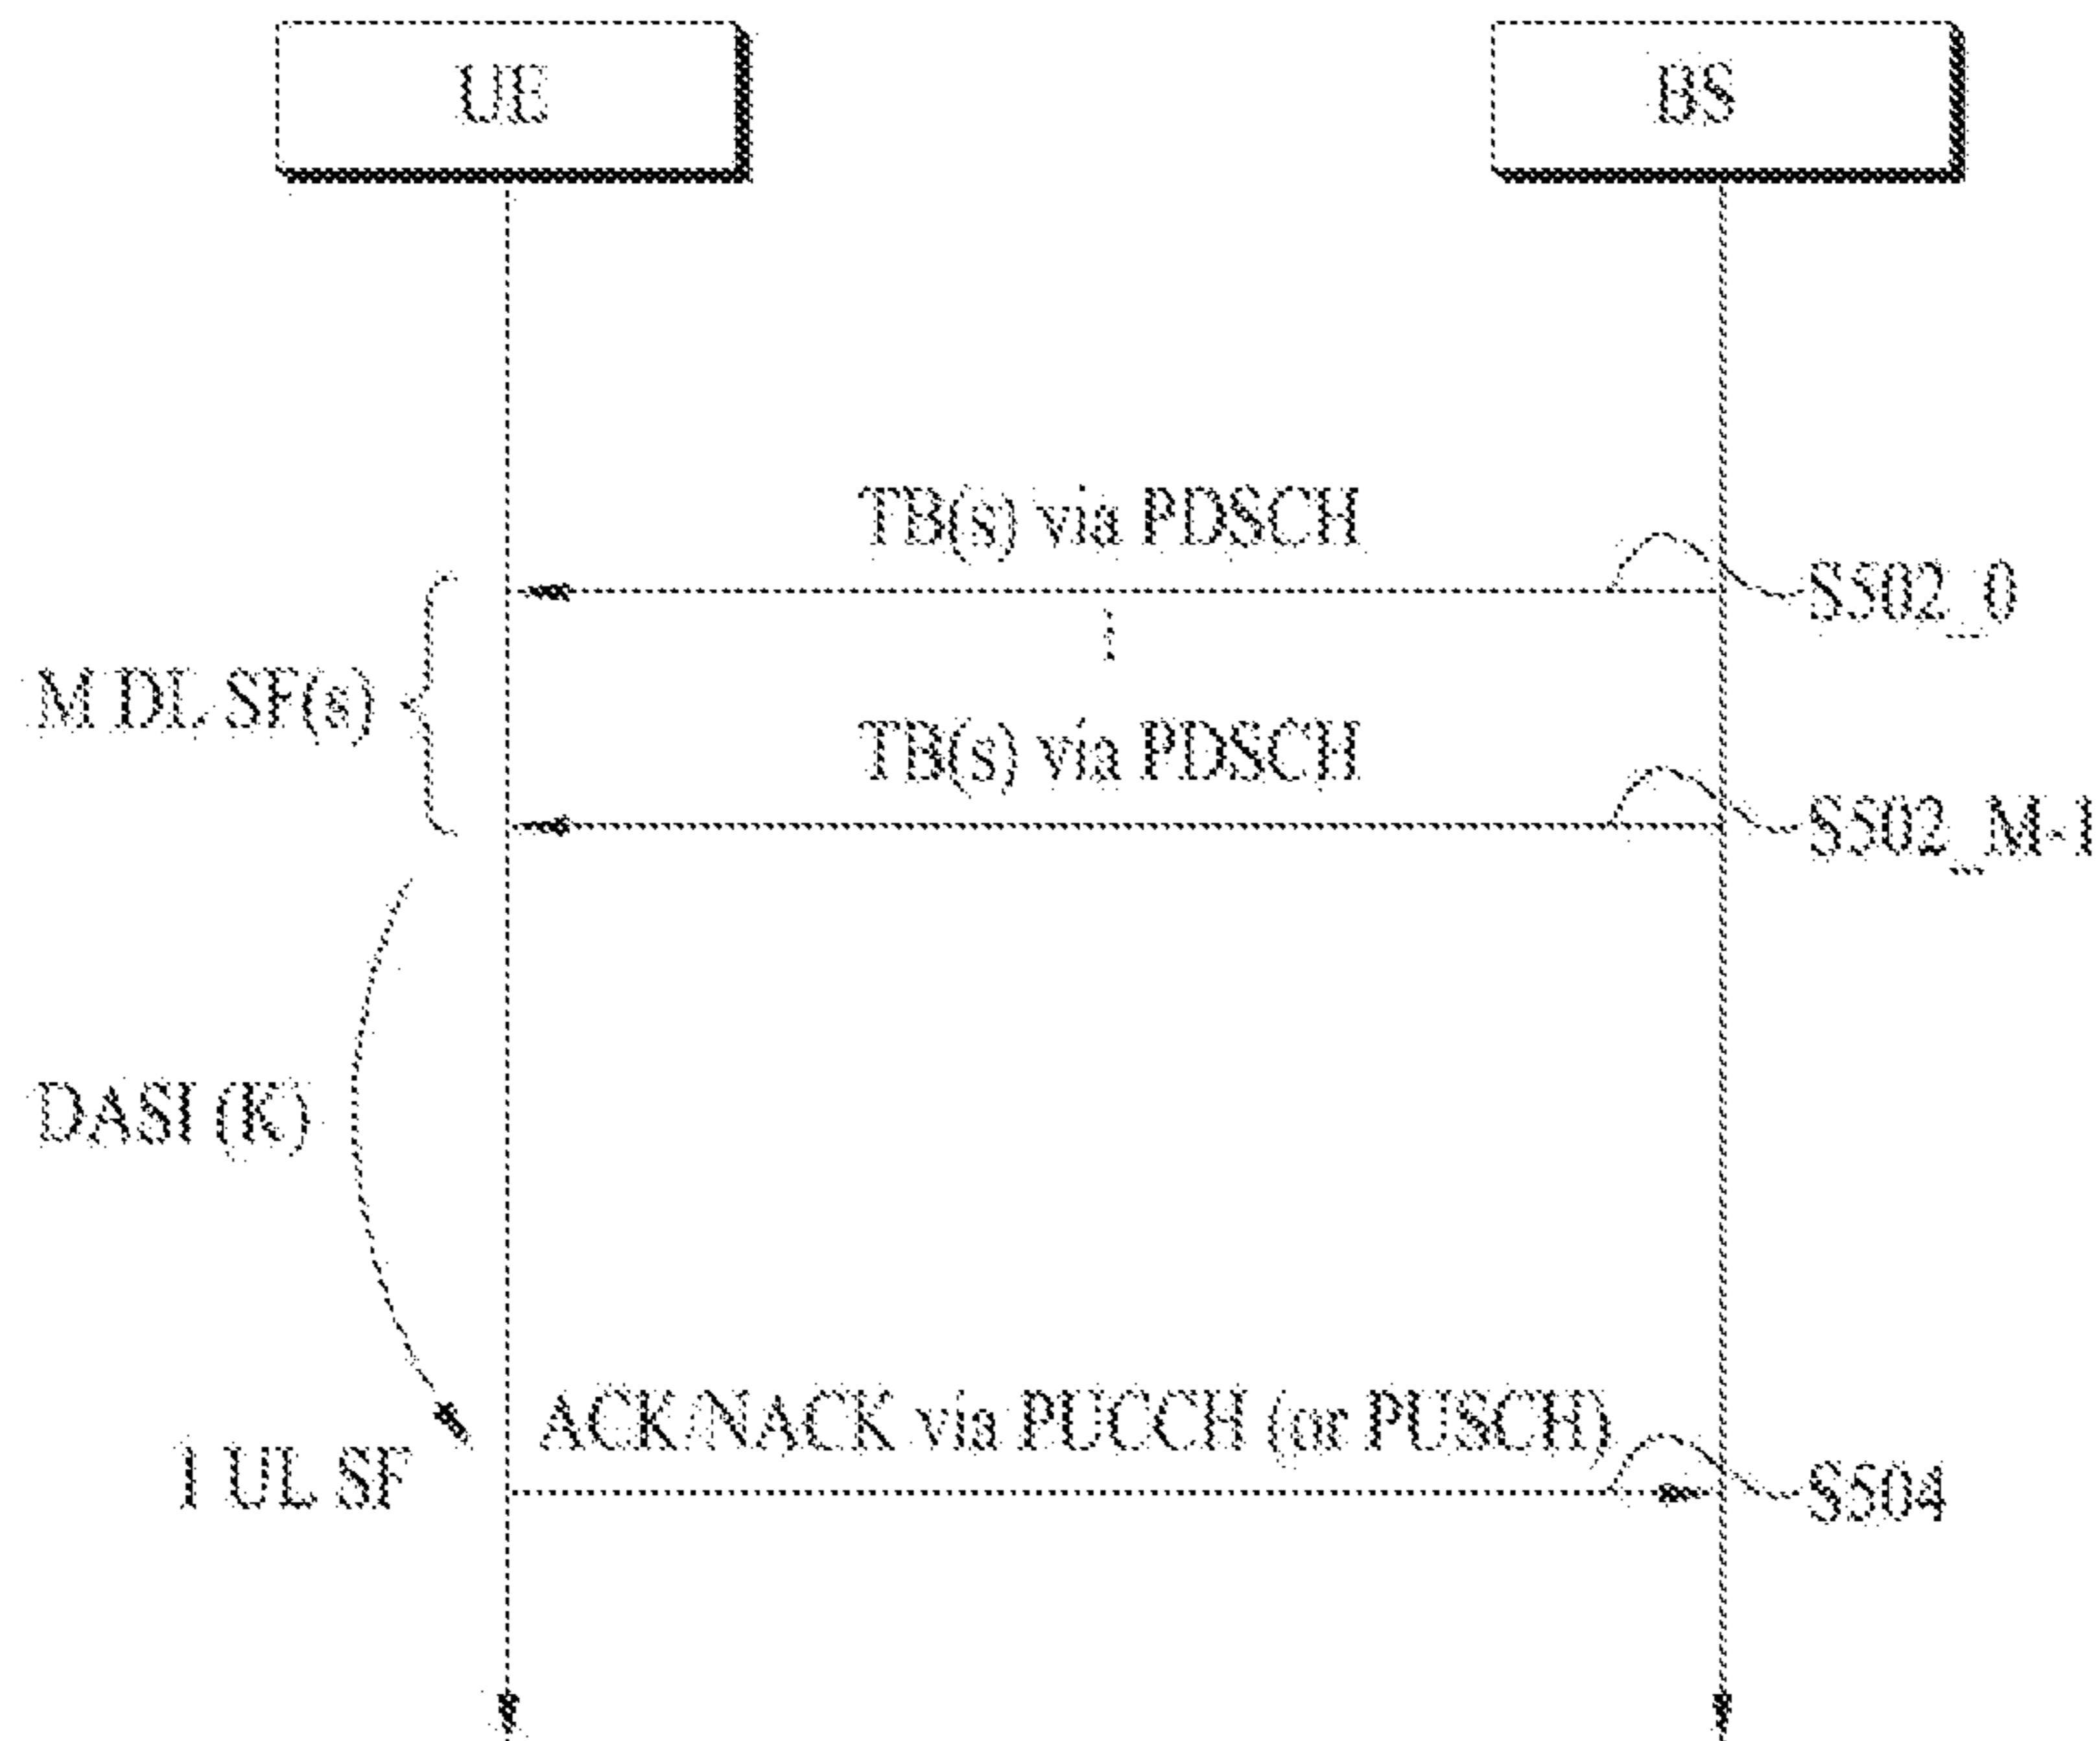 UE
BS
TB(s) via PDSCH
S502_0
M DL SF(s)
TB(s) via PDSCH
S502_M-1
DASI (K)
ACK/NACK via PUCCH (or PUSCH)
1 UL SF
S504